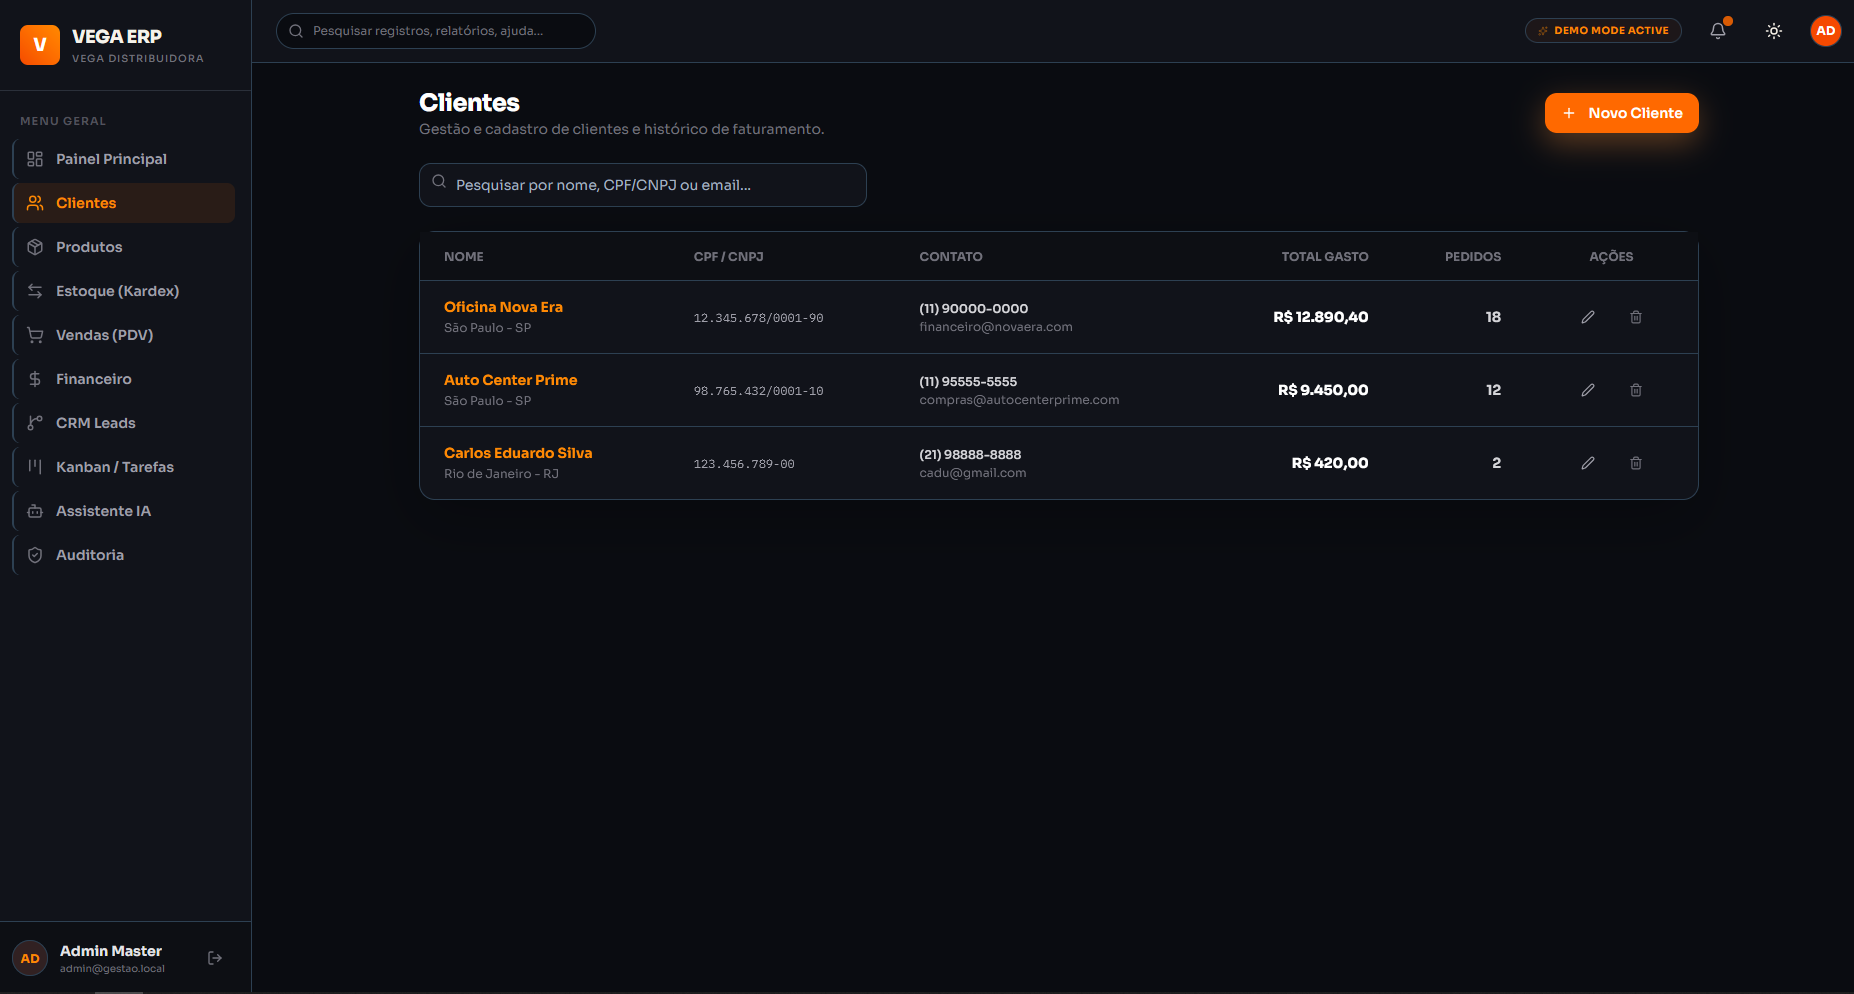 V
VEGA ERP
VEGA DISTRIBUIDORA
Pesquisar registros, relatórios, ajuda...
DEMO MODE ACTIVE
AD
MENU GERAL
Painel Principal
Clientes
Produtos
Estoque (Kardex)
Vendas (PDV)
Financeiro
CRM Leads
Kanban / Tarefas
Assistente IA
Auditoria
AD
Admin Master
admin@gestao.local
Clientes
Gestão e cadastro de clientes e histórico de faturamento.
+ Novo Cliente
Pesquisar por nome, CPF/CNPJ ou email...
NOME CPF / CNPJ CONTATO TOTAL GASTO PEDIDOS AÇÕES
Oficina Nova Era
São Paulo - SP
12.345.678/0001-90
(11) 90000-0000
financeiro@novaera.com
R$ 12.890,40
18
Auto Center Prime
São Paulo - SP
98.765.432/0001-10
(11) 95555-5555
compras@autocenterprime.com
R$ 9.450,00
12
Carlos Eduardo Silva
Rio de Janeiro - RJ
123.456.789-00
(21) 98888-8888
cadu@gmail.com
R$ 420,00
2